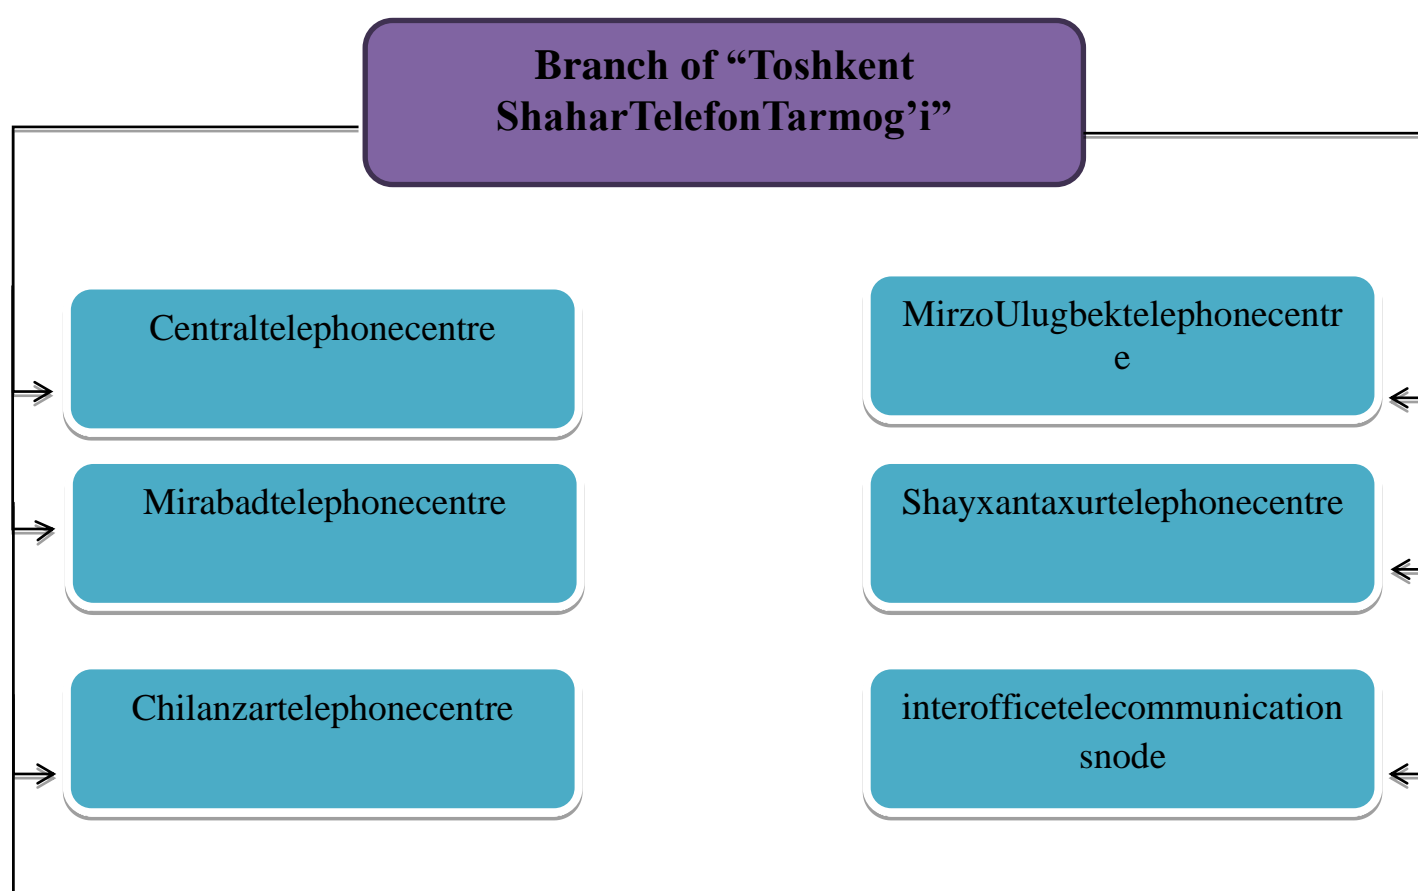 Branch of “Toshkent
ShaharTelefonTarmog’i”
Centraltelephonecentre
MirzoUlugbektelephonecentr
e
Mirabadtelephonecentre
Shayxantaxurtelephonecentre
Chilanzartelephonecentre
interofficetelecommunication
snode